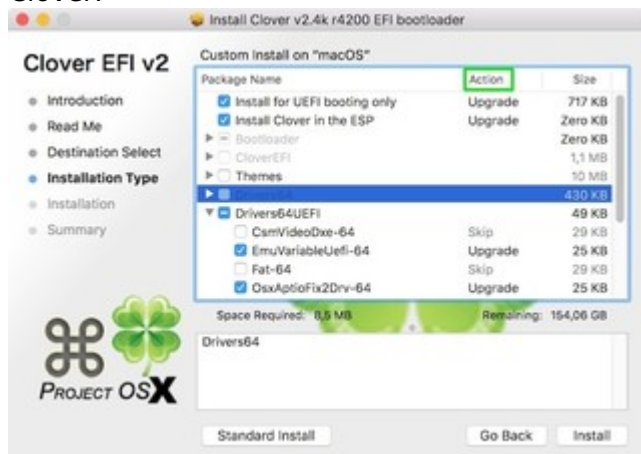 Install Clover v2.4k r4200 EFI bootloader
Clover EFI v2
Custom Install on "macOS"
Package Name Action Size
Install for UEFI booting only Upgrade 717 KB
Install Clover in the ESP Upgrade Zero KB
Bootloader Zero KB
CloverEFI 1,1 MB
Themes 10 MB
Drivers64 430 KB
Drivers64UEFI 49 KB
CsmVideoDxe-64 Skip 29 KB
EmuVariableUefi-64 Upgrade 25 KB
Fat-64 Skip 29 KB
OsxAptioFix2Drv-64 Upgrade 25 KB
Introduction
Read Me
Destination Select
Installation Type
Installation
Summary
Space Required: 8,5 MB Remaining: 154,06 GB
Drivers64
PROJECT OSX
Standard Install Go Back Install